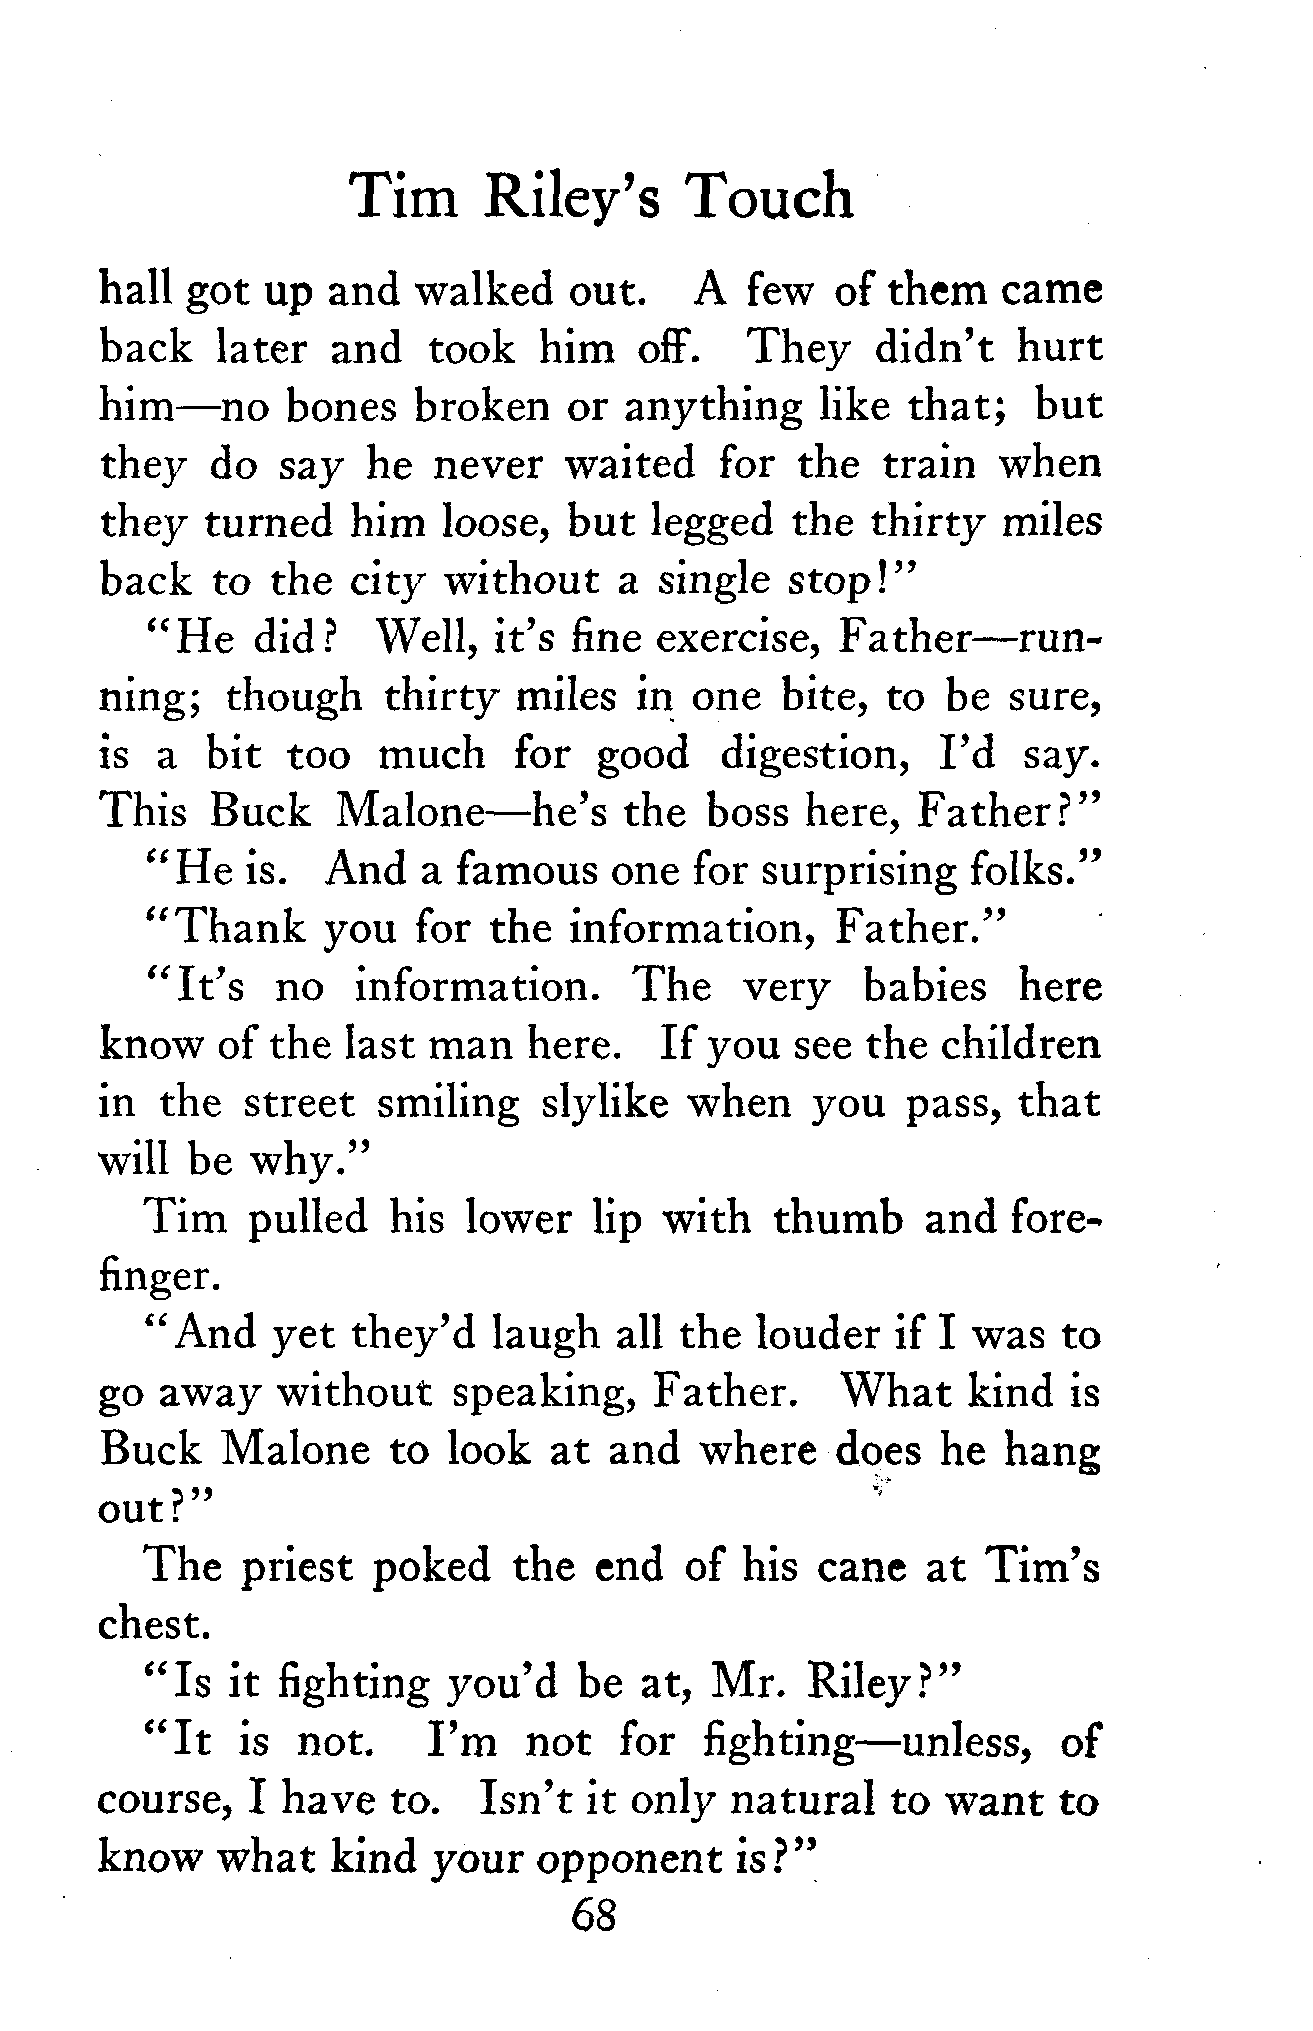 Tim Riley's Touch
hall got up and walked out. A few of them came
back later and took him off. They didn't hurt
him—no bones broken or anything like that; but
they do say he never waited for the train when
they turned him loose, but legged the thirty miles
back to the city without a single stop!"
"He did? Well, it's fine exercise, Father—run-
ning; though thirty miles in one bite, to be sure,
is a bit too much for good digestion, I'd say.
This Buck Malone—he's the boss here, Father?"
"He is. And a famous one for surprising folks."
"Thank you for the information, Father."
"It's no information. The very babies here
know of the last man here. If you see the children
in the street smiling slylike when you pass, that
will be why."
Tim pulled his lower lip with thumb and fore-
finger.
"And yet they'd laugh all the louder if I was to
go away without speaking, Father. What kind is
Buck Malone to look at and where does he hang
out?"
The priest poked the end of his cane at Tim's
chest.
"Is it fighting you'd be at, Mr. Riley?"
"It is not. I'm not for fighting—unless, of
course, I have to. Isn't it only natural to want to
know what kind your opponent is?"
68